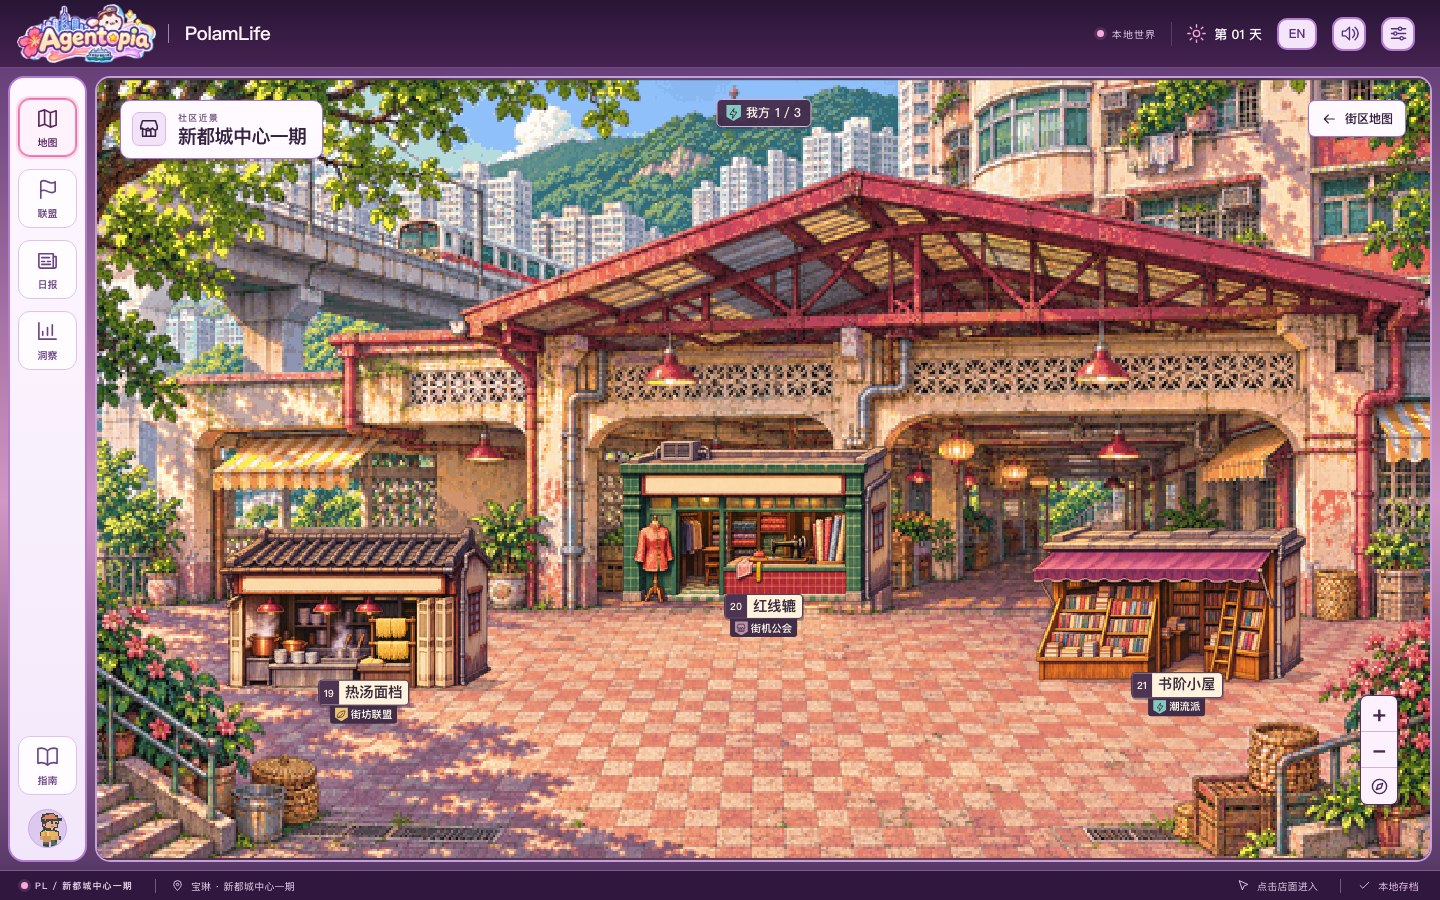 Agentopia
PolamLife
本地世界
第 01 天
EN
地图
联盟
日报
洞察
指南
社区近景
新都城中心一期
我方 1 / 3
街区地图
20 红线辘
街机公会
19 热汤面档
街坊联盟
21 书阶小屋
潮流派
PL / 新都城中心一期
宝琳 · 新都城中心一期
点击店面进入
本地存档